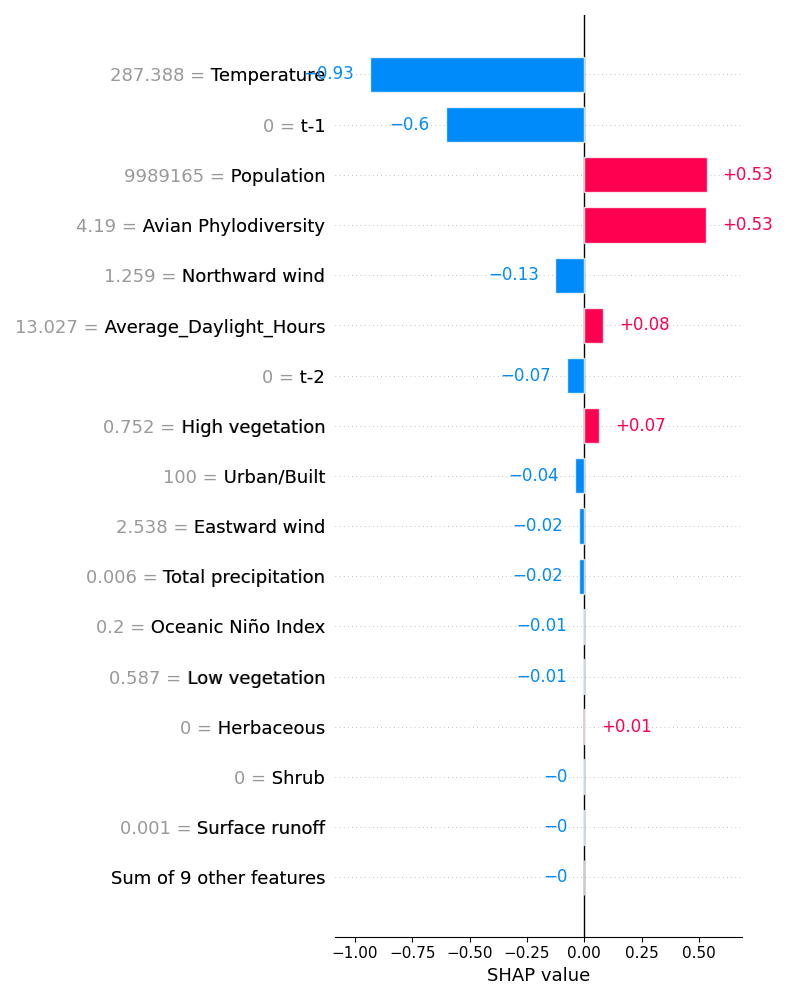 287.388 = Temperature −0.93
0 = t-1 −0.6
9989165 = Population +0.53
4.19 = Avian Phylodiversity +0.53
1.259 = Northward wind −0.13
13.027 = Average_Daylight_Hours +0.08
0 = t-2 −0.07
0.752 = High vegetation +0.07
100 = Urban/Built −0.04
2.538 = Eastward wind −0.02
0.006 = Total precipitation −0.02
0.2 = Oceanic Niño Index −0.01
0.587 = Low vegetation −0.01
0 = Herbaceous +0.01
0 = Shrub −0
0.001 = Surface runoff −0
Sum of 9 other features −0
−1.00 −0.75 −0.50 −0.25 0.00 0.25 0.50
SHAP value